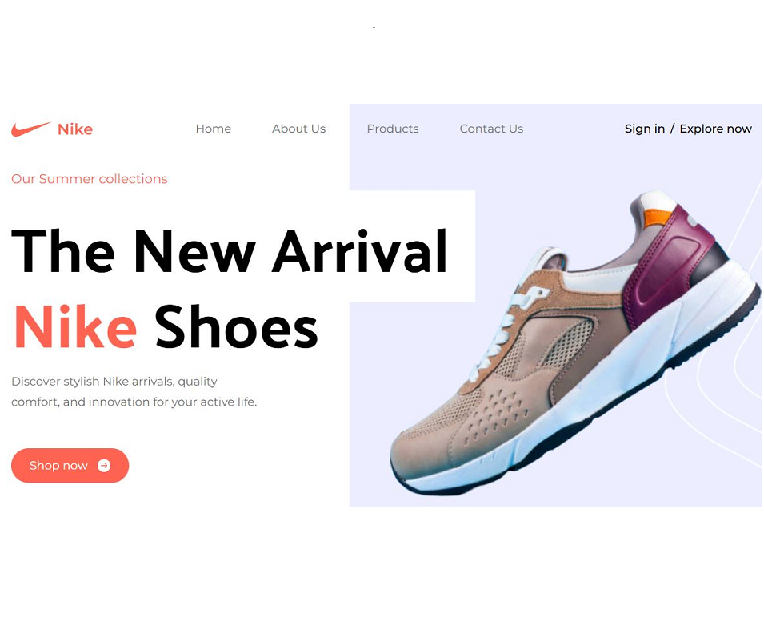 Nike
Home
About Us
Products
Contact Us
Sign in / Explore now
Our Summer collections
The New Arrival
Nike Shoes
Discover stylish Nike arrivals, quality
comfort, and innovation for your active life.
Shop now